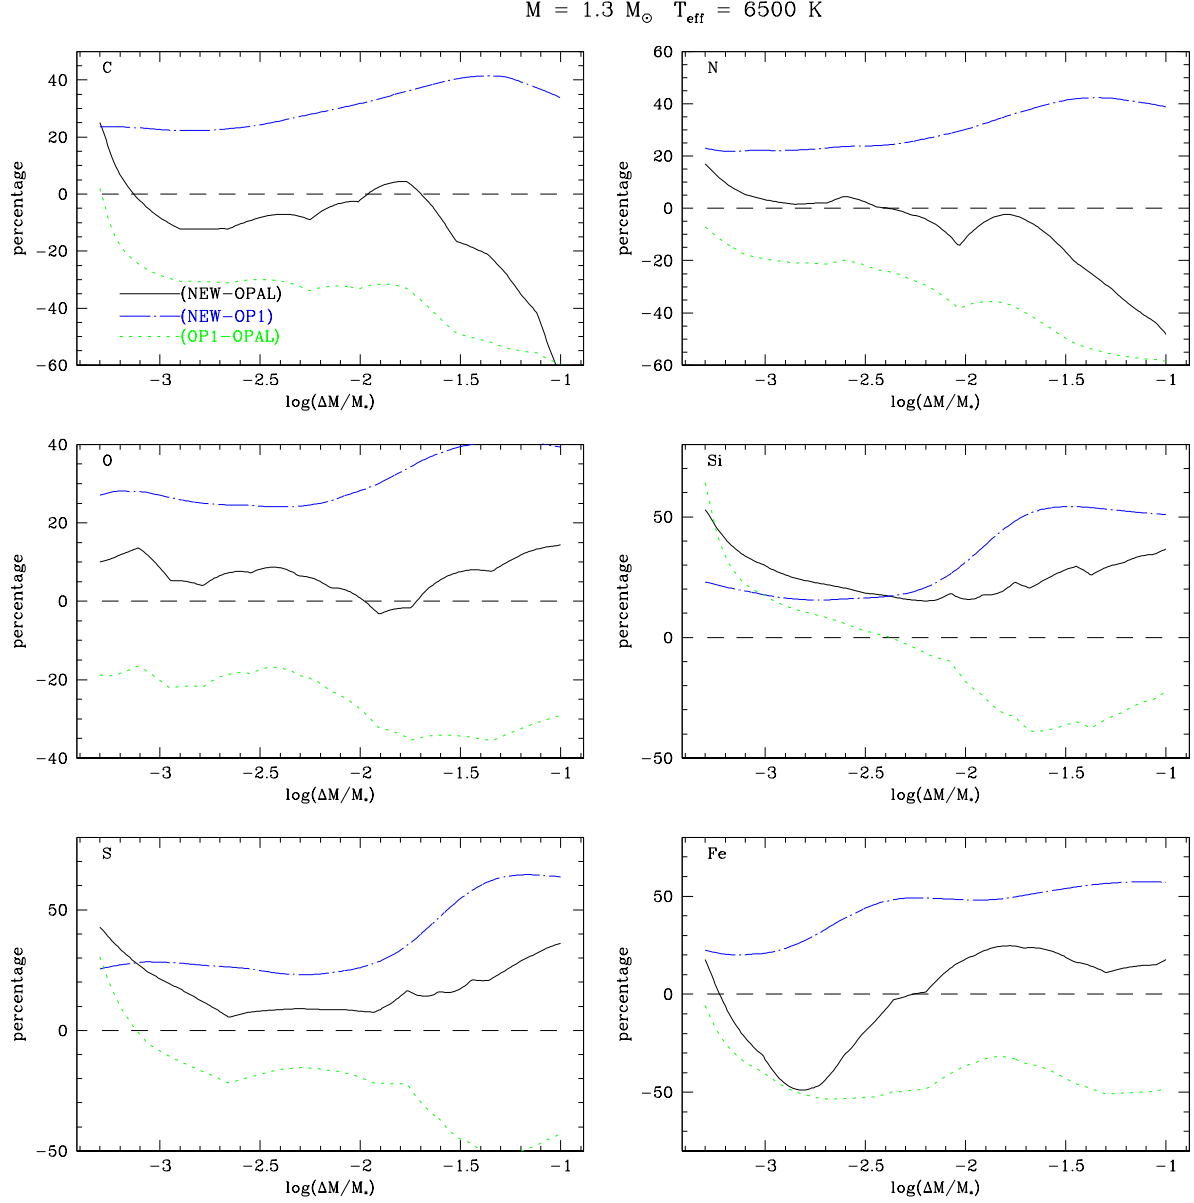 M = 1.3 M⊙ T_eff = 6500 K
C
40
20
0
−20
−40
−60
percentage
(NEW−OPAL)
(NEW−OP1)
(OP1−OPAL)
−3
−2.5
−2
−1.5
−1
log(ΔM/M*)
N
60
40
20
0
−20
−40
−60
percentage
−3
−2.5
−2
−1.5
−1
log(ΔM/M*)
O
40
20
0
−20
−40
percentage
−3
−2.5
−2
−1.5
−1
log(ΔM/M*)
Si
50
0
−50
percentage
−3
−2.5
−2
−1.5
−1
log(ΔM/M*)
S
50
0
−50
percentage
−3
−2.5
−2
−1.5
−1
log(ΔM/M*)
Fe
50
0
−50
percentage
−3
−2.5
−2
−1.5
−1
log(ΔM/M*)